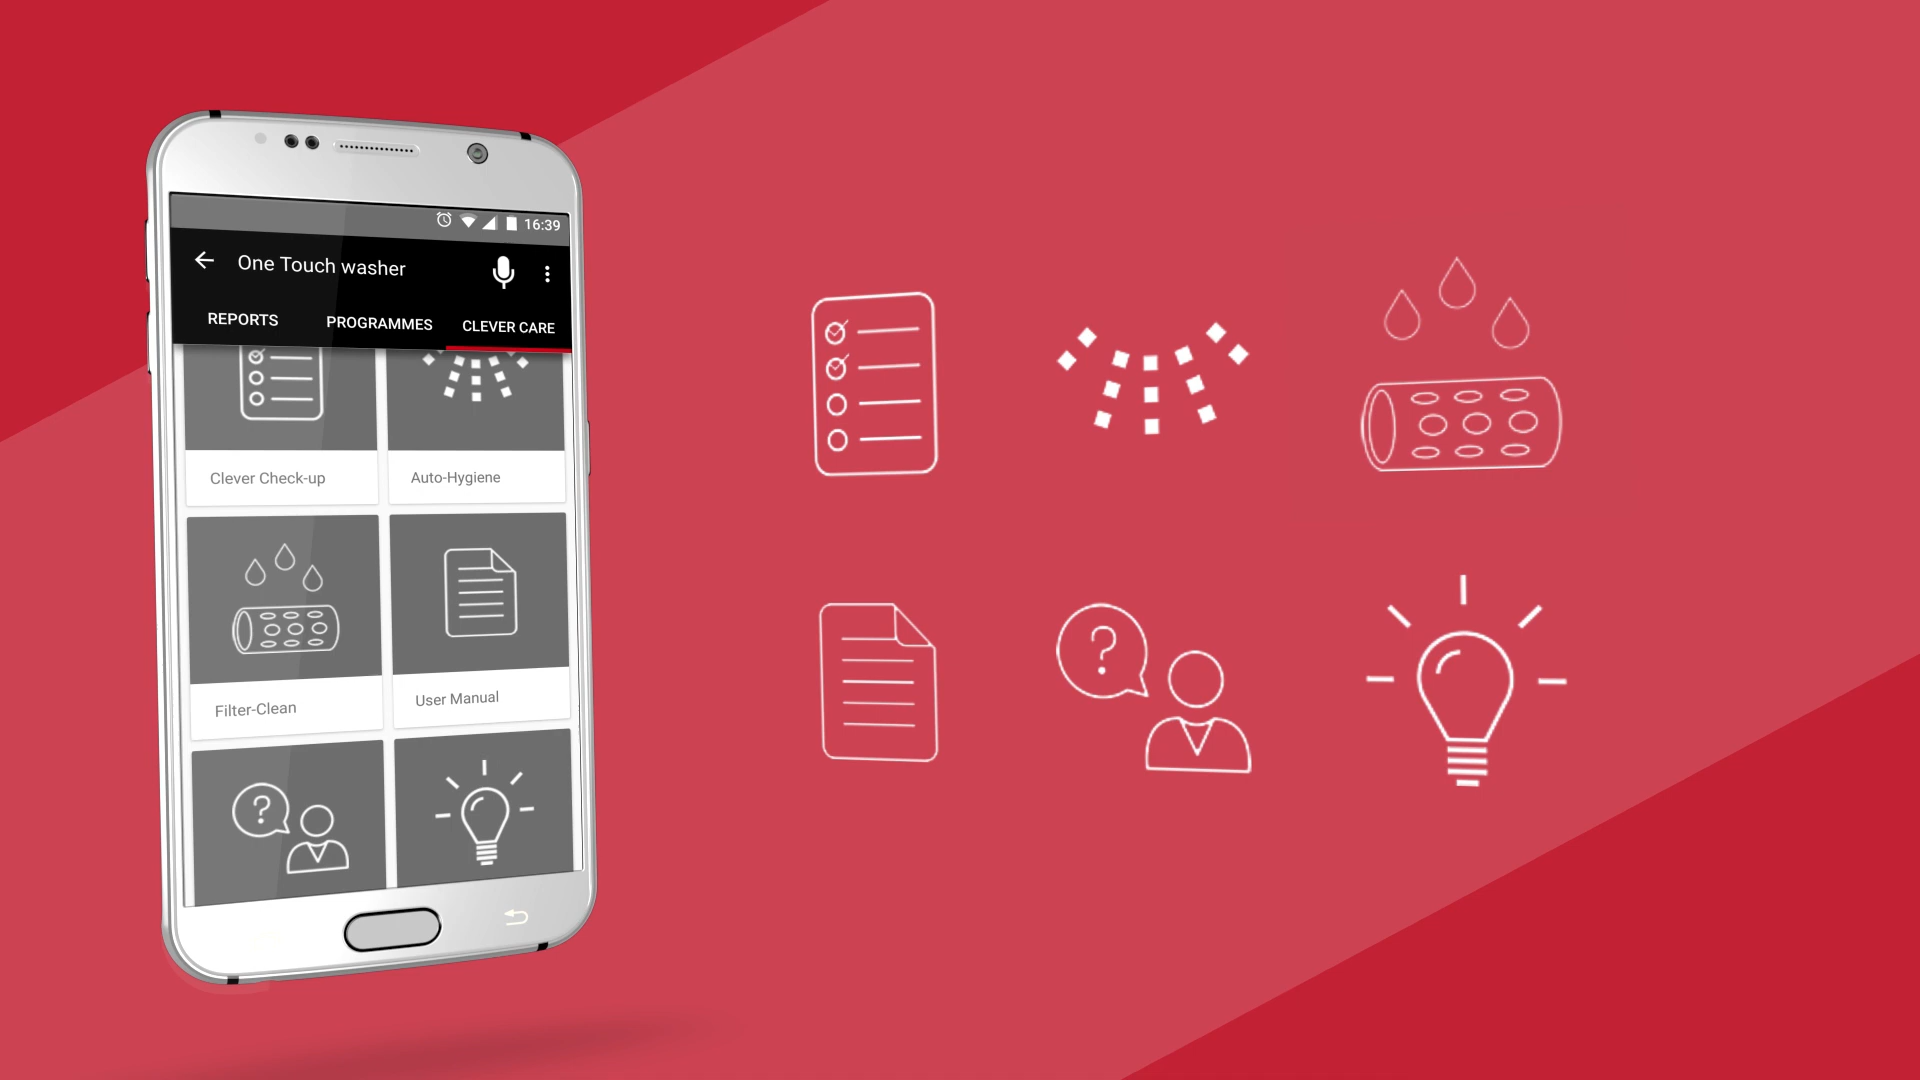 16:39
One Touch washer
REPORTS PROGRAMMES CLEVER CARE
Clever Check-up Auto-Hygiene
Filter-Clean User Manual
?
?